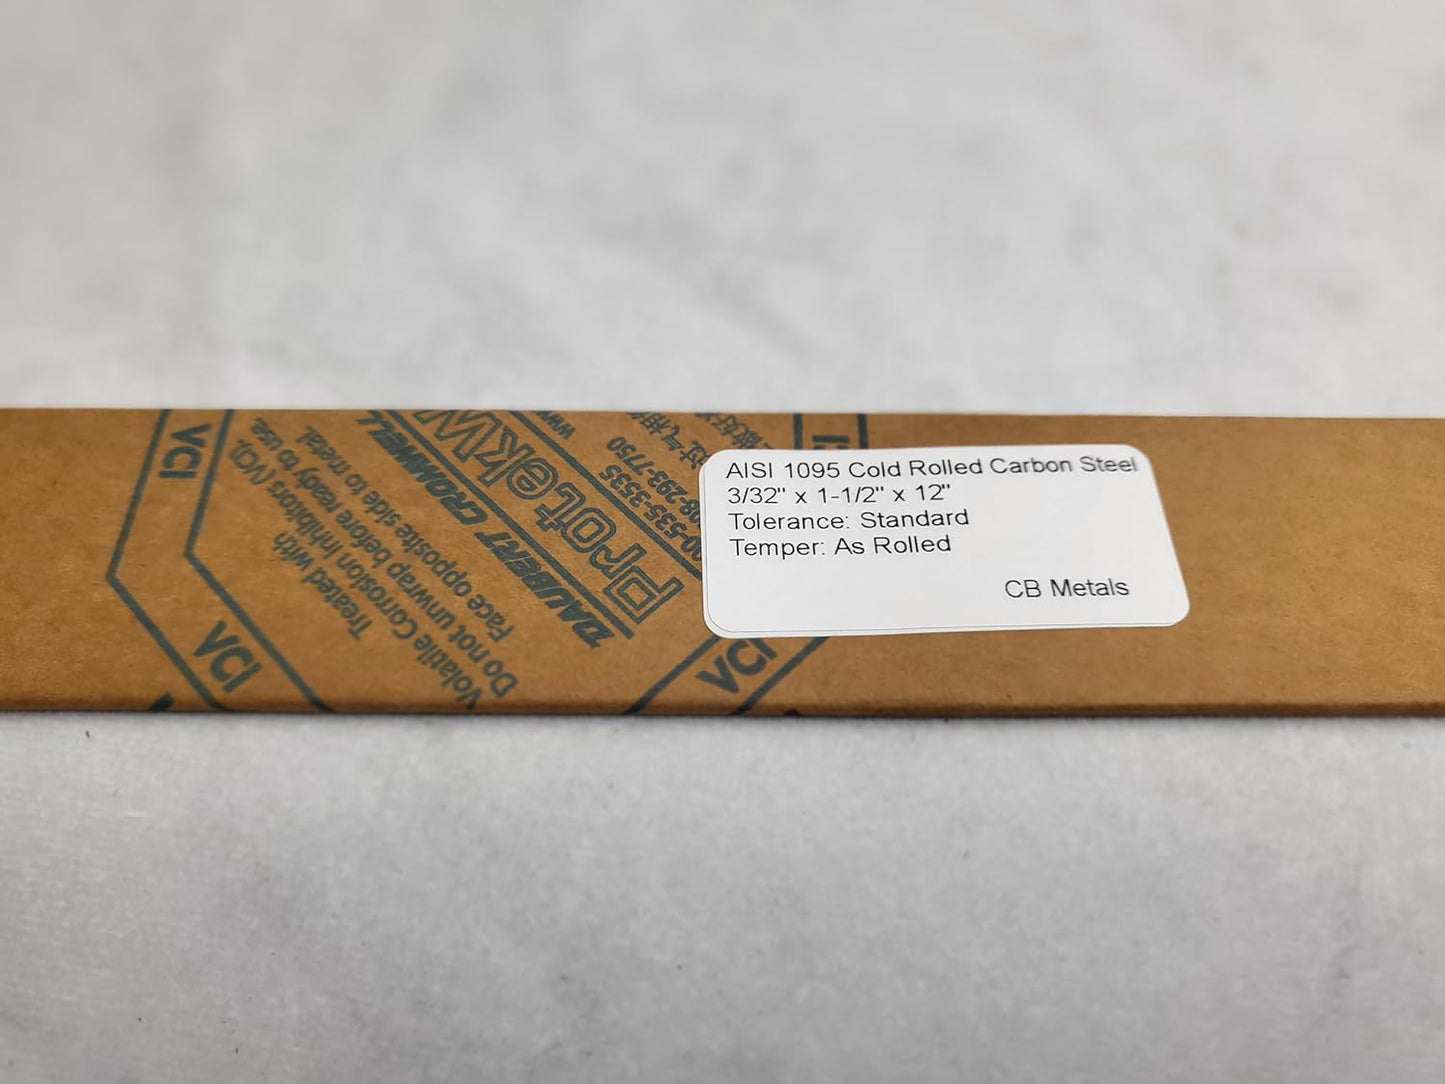 AISI 1095 Cold Rolled Carbon Steel
3/32" x 1-1/2" x 12"
Tolerance: Standard
Temper: As Rolled
CB Metals
VCI
VCI
VCI
DAUBERT CROMWELL
Treated with
Volatile Corrosion Inhibitors (VCI).
Do not unwrap before ready to use.
Face opposite side to metal.